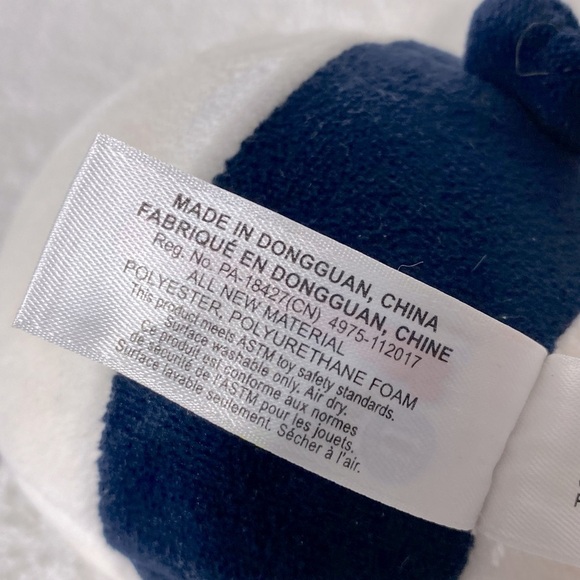 MADE IN DONGGUAN, CHINA
FABRIQUÉ EN DONGGUAN, CHINE
Reg. No. PA-18427(CN) 4975-112017
ALL NEW MATERIAL
POLYESTER, POLYURETHANE FOAM
This product meets ASTM toy safety standards.
Surface washable only. Air dry.
Ce produit est conforme aux normes
de sécurité de l'ASTM pour les jouets.
Surface lavable seulement. Sécher à l'air.